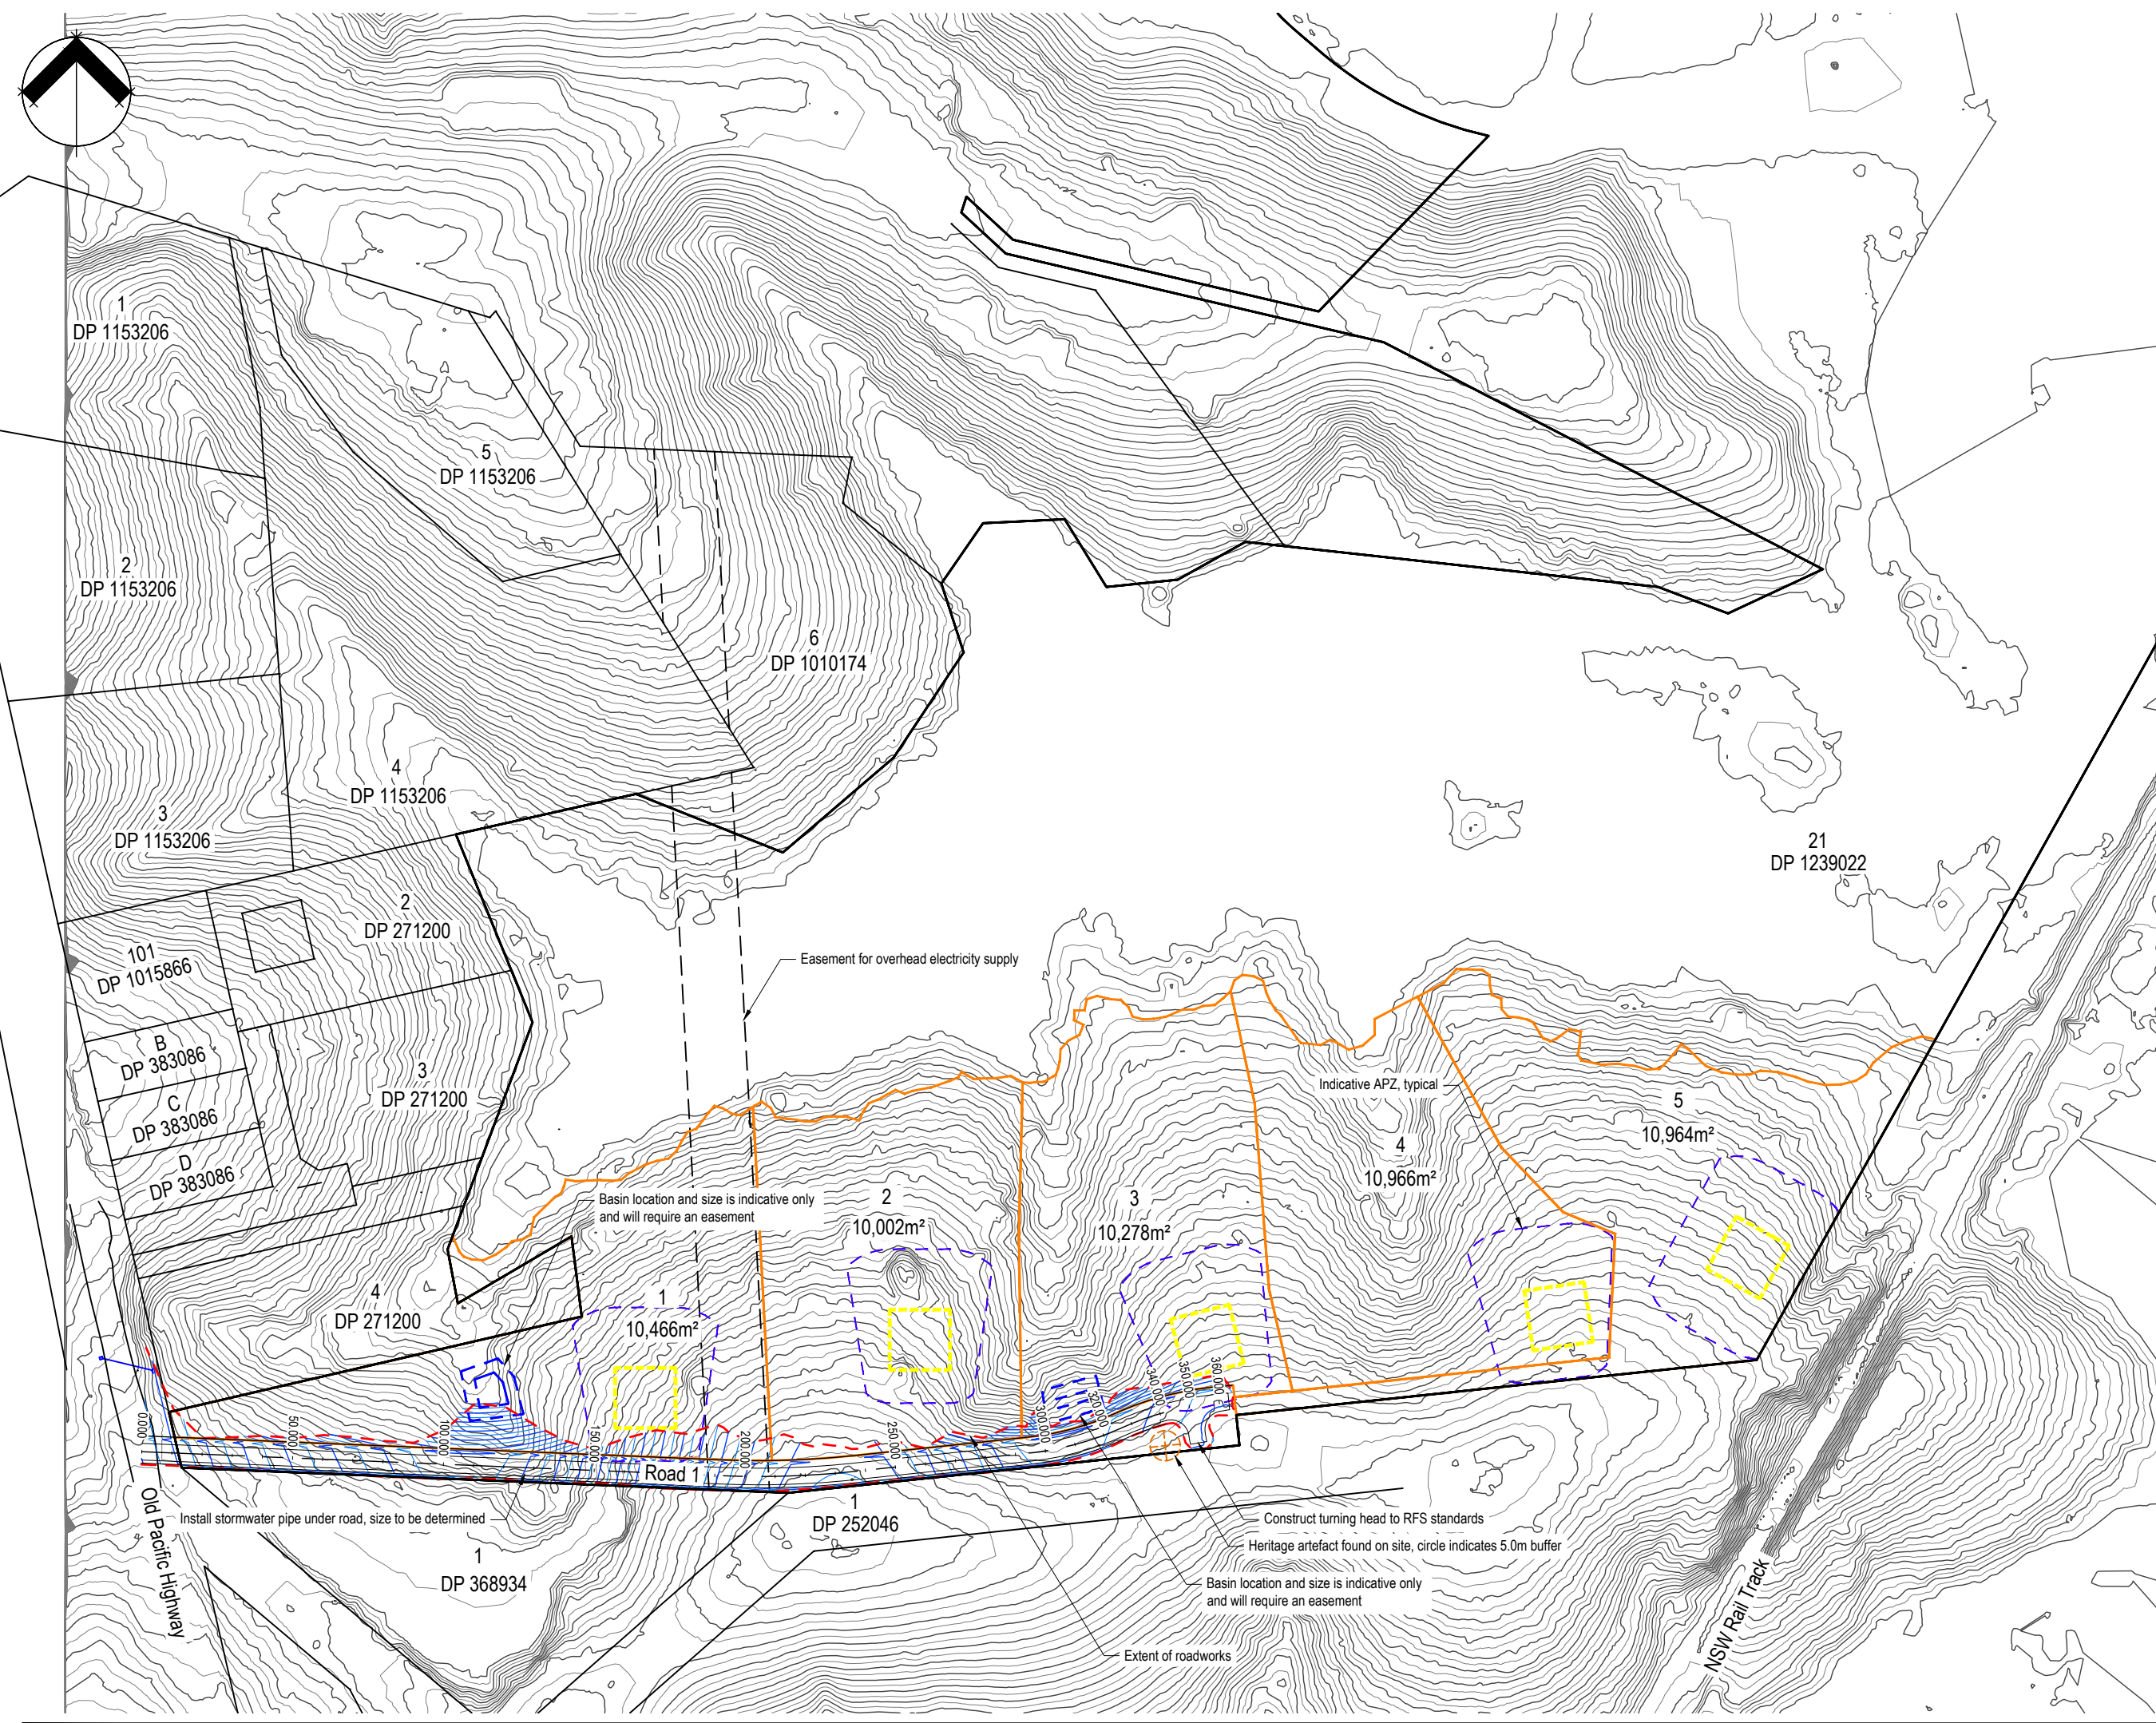 1
DP 1153206
5
DP 1153206
2
DP 1153206
6
DP 1010174
4
DP 1153206
3
DP 1153206
21
DP 1239022
2
DP 271200
101
DP 1015866
Easement for overhead electricity supply
B
DP 383086
3
DP 271200
C
DP 383086
D
DP 383086
Indicative APZ, typical
5
10,964m²
4
10,966m²
Basin location and size is indicative only
and will require an easement
2
10,002m²
3
10,278m²
4
DP 271200
1
10,466m²
0.000
50.000
100.000
150.000
200.000
250.000
300.000
320.000
340.000
350.000
360.000
Road 1
Old Pacific Highway
Install stormwater pipe under road, size to be determined
1
DP 252046
Construct turning head to RFS standards
Heritage artefact found on site, circle indicates 5.0m buffer
1
DP 368934
Basin location and size is indicative only
and will require an easement
Extent of roadworks
NSW Rail Track